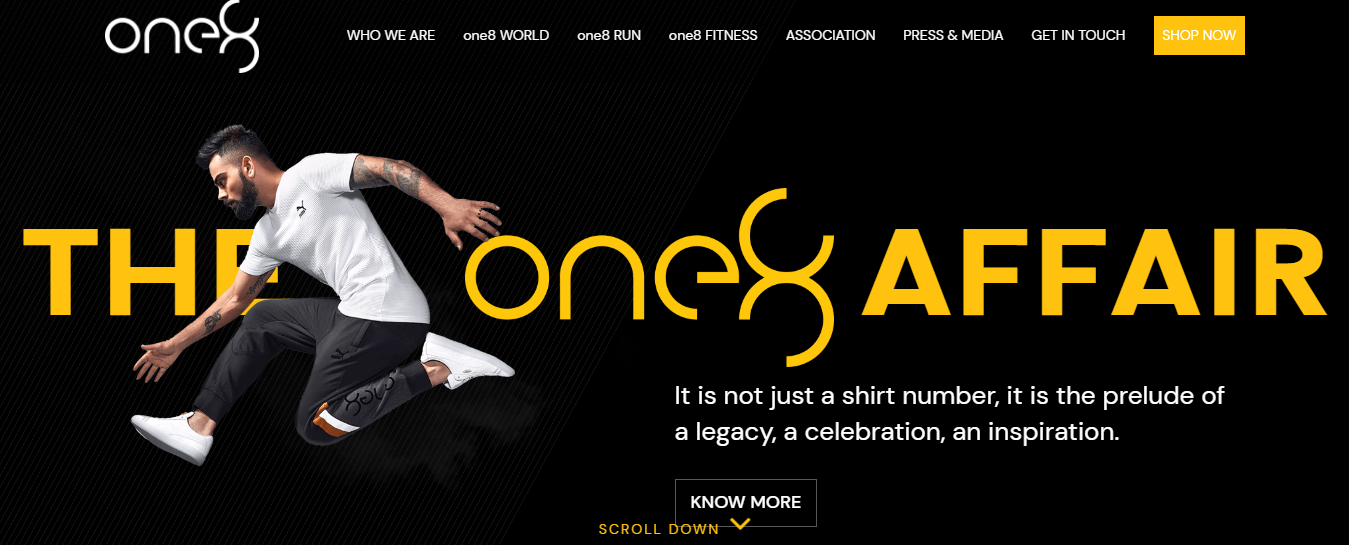 one8
WHO WE ARE one8 WORLD one8 RUN one8 FITNESS ASSOCIATION PRESS & MEDIA GET IN TOUCH SHOP NOW
THE one8 AFFAIR
It is not just a shirt number, it is the prelude of
a legacy, a celebration, an inspiration.
KNOW MORE
SCROLL DOWN